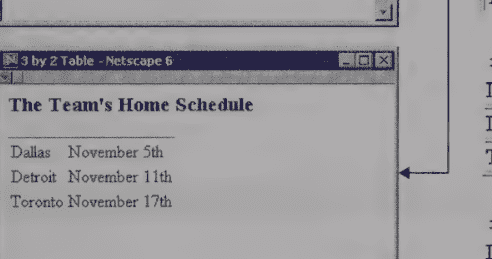 3 by 2 Table - Netscape 6
The Team's Home Schedule
Dallas November 5th
Detroit November 11th
Toronto November 17th